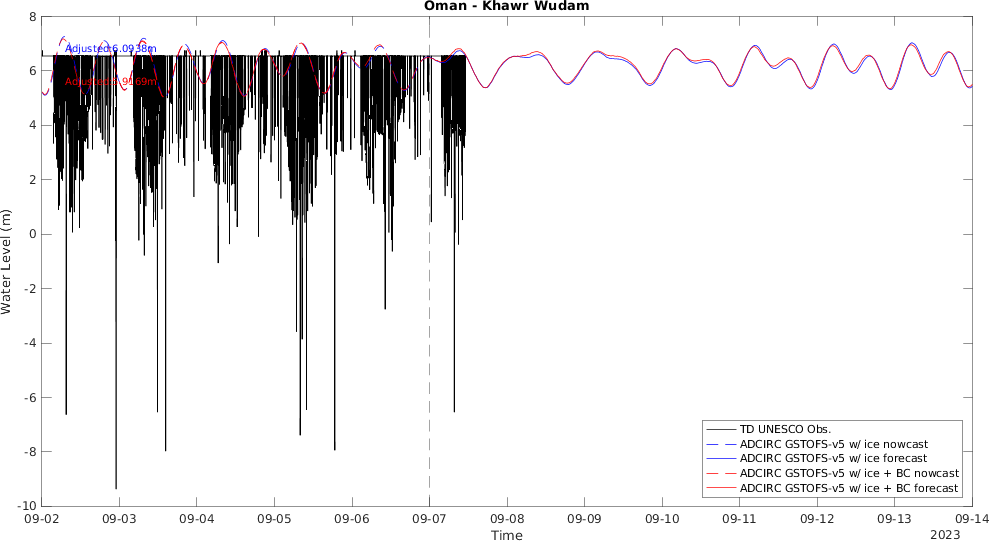 Oman - Khawr Wudam
Water Level (m)
8
6
4
2
0
-2
-4
-6
-8
-10
Adjusted:6.0938m
09-02
09-03
09-04
09-05
09-06
09-07
09-08
09-09
09-10
09-11
09-12
09-13
09-14
Time
2023
TD UNESCO Obs.
ADCIRC GSTOFS-v5 w/ ice nowcast
ADCIRC GSTOFS-v5 w/ ice forecast
ADCIRC GSTOFS-v5 w/ ice + BC nowcast
ADCIRC GSTOFS-v5 w/ ice + BC forecast